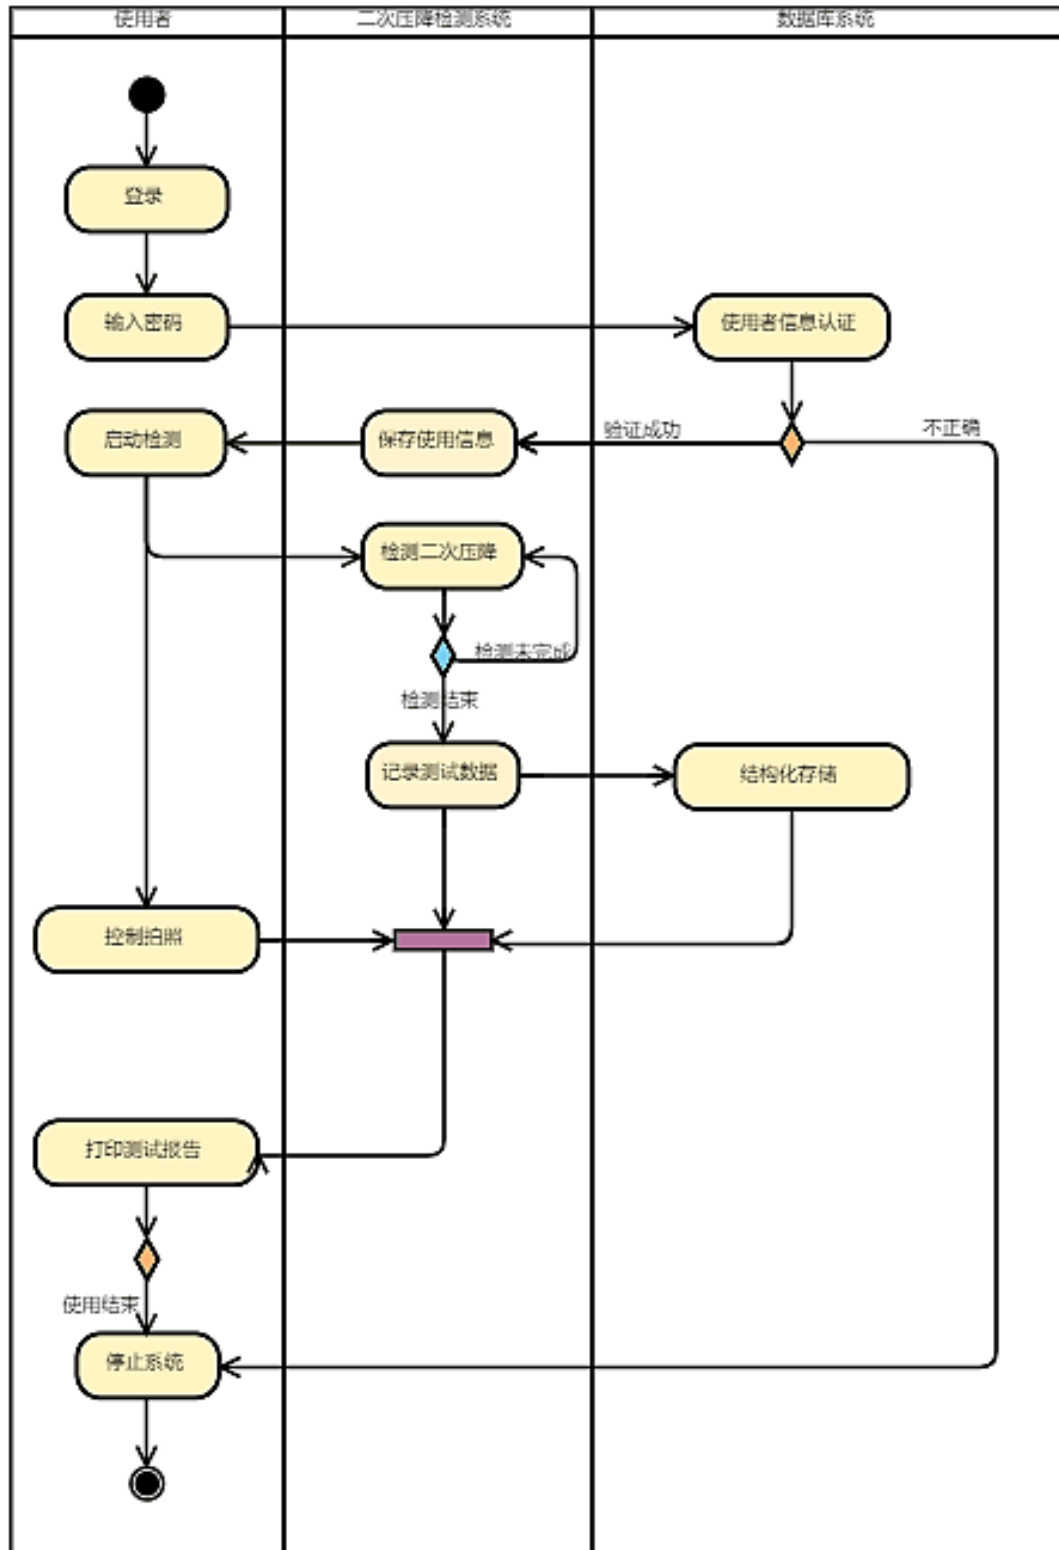 使用者
二次压降检测系统
数据库系统
登录
输入密码
使用者信息认证
启动检测
保存使用信息
验证成功
不正确
检测二次压降
检测未完成
检测结束
记录测试数据
结构化存储
控制拍照
打印测试报告
使用结束
停止系统